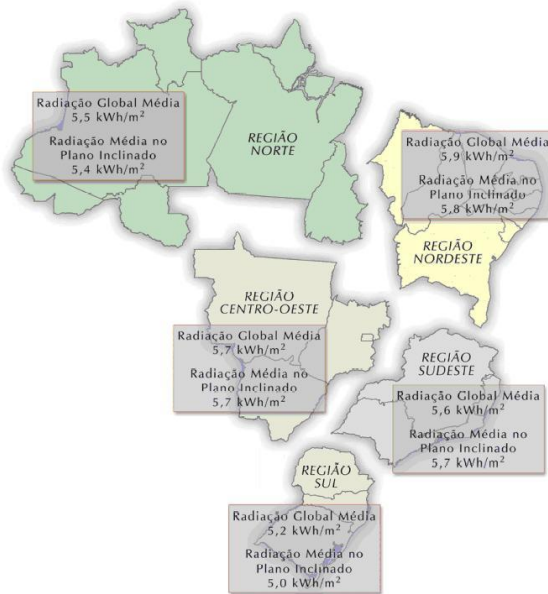 Radiação Global Média
5,5 kWh/m²
Radiação Média no
Plano Inclinado
5,4 kWh/m²
REGIÃO
NORTE
Radiação Global Média
5,9 kWh/m²
Radiação Média no
Plano Inclinado
5,8 kWh/m²
REGIÃO
NORDESTE
REGIÃO
CENTRO-OESTE
Radiação Global Média
5,7 kWh/m²
Radiação Média no
Plano Inclinado
5,7 kWh/m²
REGIÃO
SUDESTE
Radiação Global Média
5,6 kWh/m²
Radiação Média no
Plano Inclinado
5,7 kWh/m²
REGIÃO
SUL
Radiação Global Média
5,2 kWh/m²
Radiação Média no
Plano Inclinado
5,0 kWh/m²